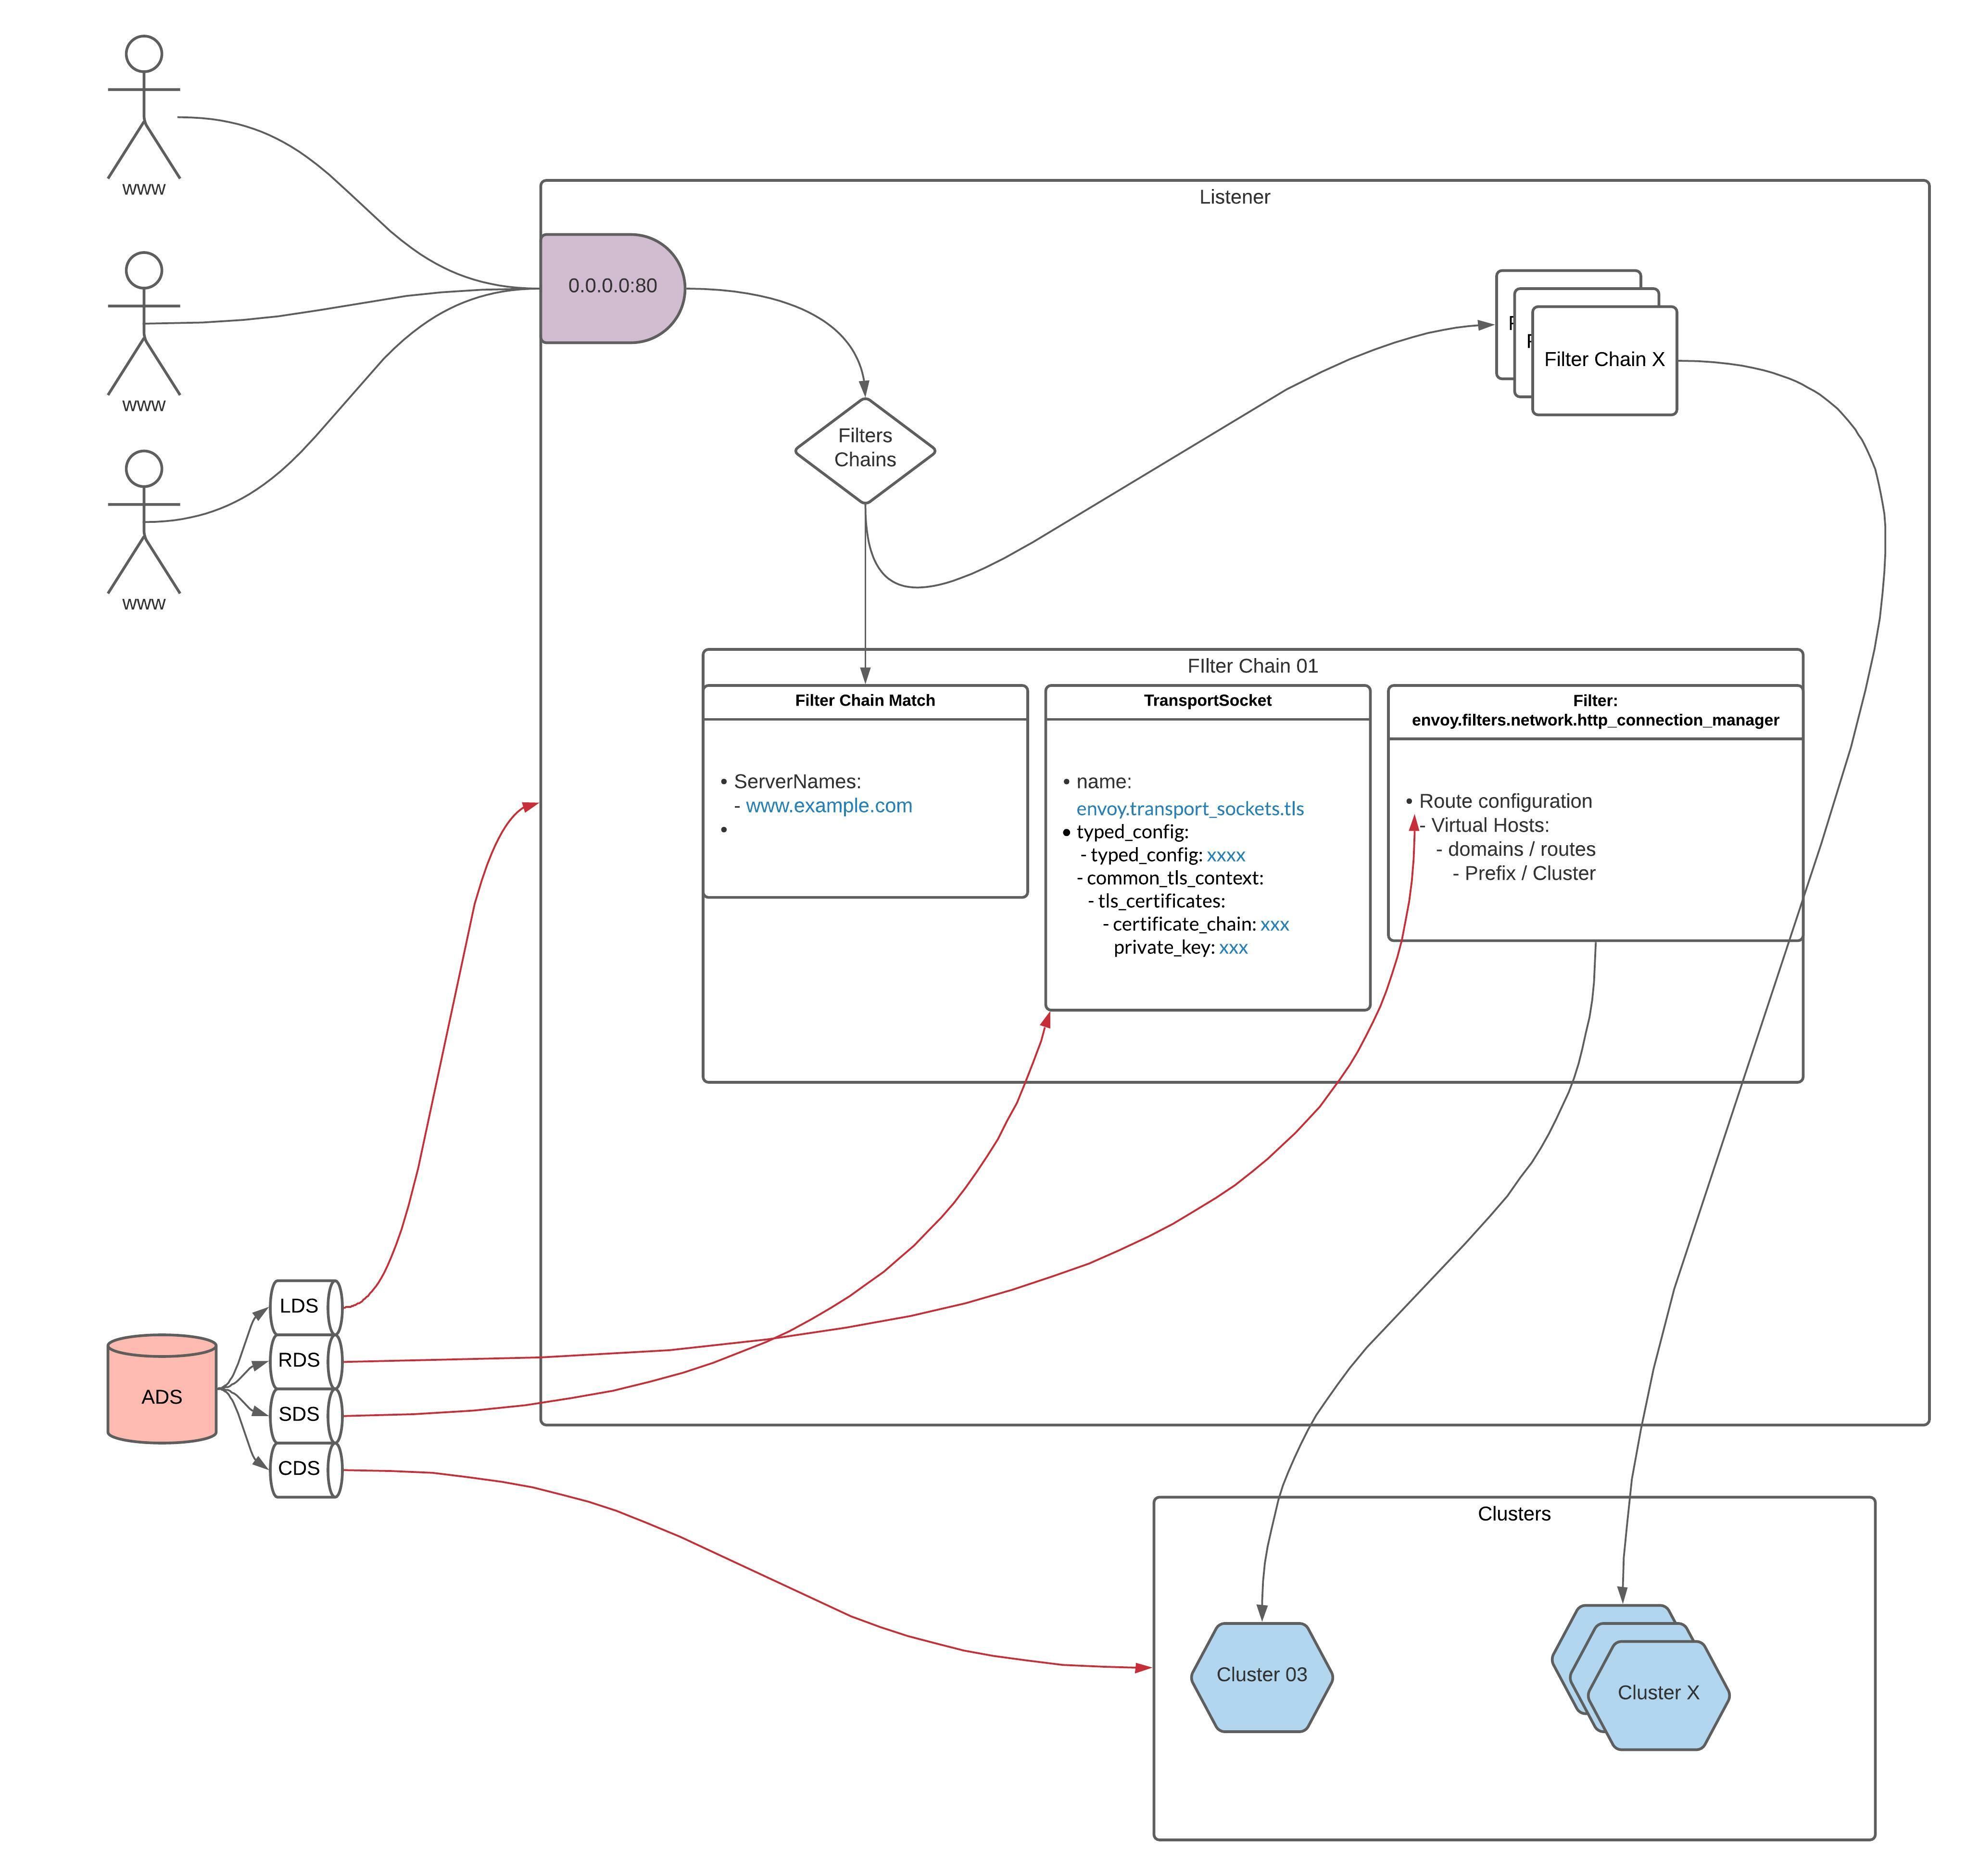 www
www
www
Listener
0.0.0.0:80
Filters
Chains
F
F
Filter Chain X
FIlter Chain 01
Filter Chain Match
• ServerNames:
- www.example.com
•
TransportSocket
• name:
envoy.transport_sockets.tls
• typed_config:
- typed_config: xxxx
- common_tls_context:
- tls_certificates:
- certificate_chain: xxx
private_key: xxx
Filter:
envoy.filters.network.http_connection_manager
• Route configuration
- Virtual Hosts:
- domains / routes
- Prefix / Cluster
ADS
LDS
RDS
SDS
CDS
Clusters
Cluster 03
Cluster X